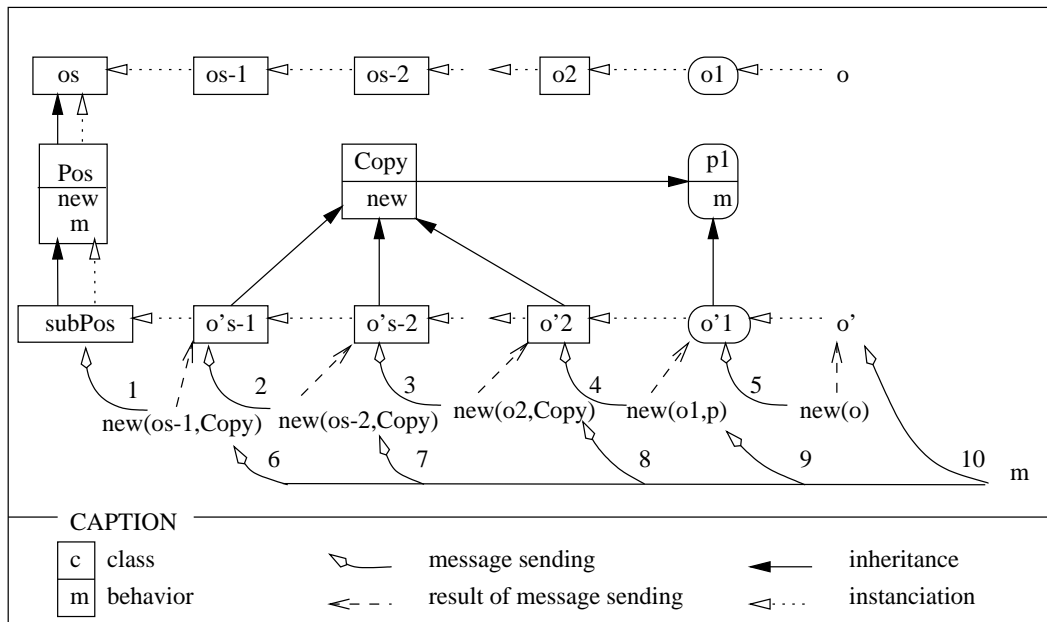 os os-1 os-2 o2 o1 o
Pos
new
m
Copy
new
p1
m
subPos o's-1 o's-2 o'2 o'1 o'
1 2 3 4 5
new(os-1,Copy) new(os-2,Copy) new(o2,Copy) new(o1,p) new(o)
6 7 8 9 10 m
CAPTION
c class message sending inheritance
m behavior result of message sending instanciation